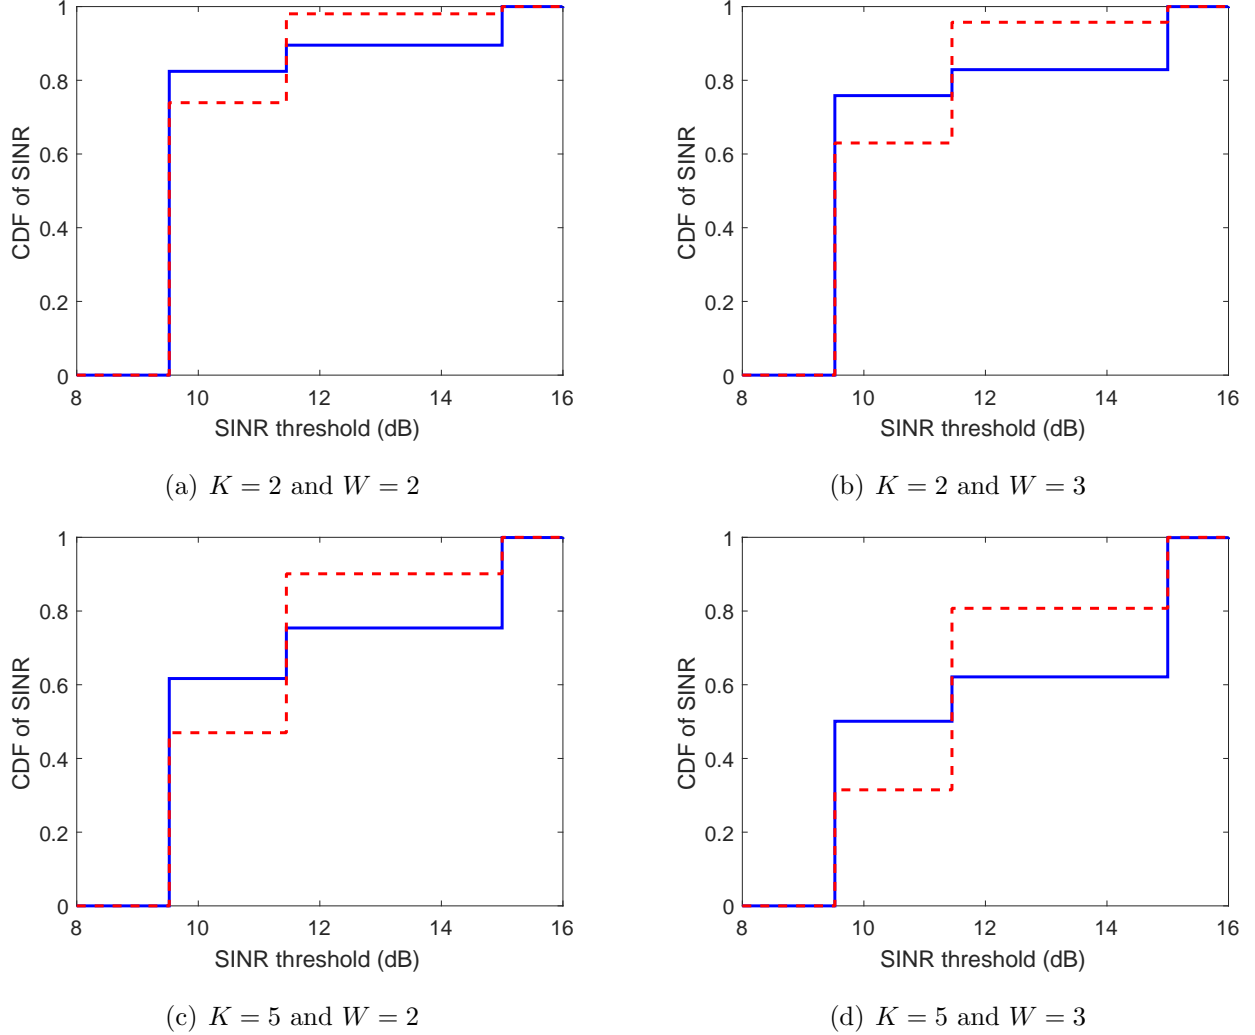 1
0.8
0.6
0.4
0.2
0
CDF of SINR
8 10 12 14 16
SINR threshold (dB)
(a) K = 2 and W = 2
1
0.8
0.6
0.4
0.2
0
CDF of SINR
8 10 12 14 16
SINR threshold (dB)
(b) K = 2 and W = 3
1
0.8
0.6
0.4
0.2
0
CDF of SINR
8 10 12 14 16
SINR threshold (dB)
(c) K = 5 and W = 2
1
0.8
0.6
0.4
0.2
0
CDF of SINR
8 10 12 14 16
SINR threshold (dB)
(d) K = 5 and W = 3